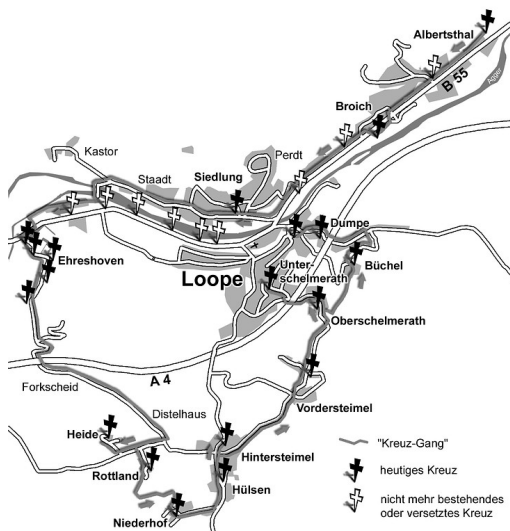 Albertsthal
B 55
Agger
Broich
Kastor
Staadt
Siedlung
Perdt
Dumpe
Ehreshoven
Loope
Unter-
schelmerath
Büchel
Oberschelmerath
A 4
Forkscheid
Vordersteimel
Distelhaus
Heide
Hintersteimel
Rottland
Hülsen
Niederhof
"Kreuz-Gang"
heutiges Kreuz
nicht mehr bestehendes
oder versetztes Kreuz